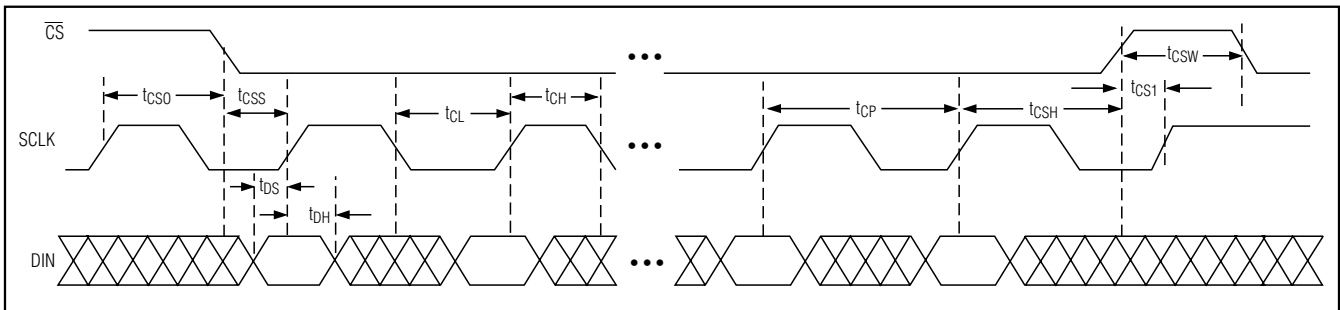 CS
tCSW
tCSO
tCSS
tCL
tCH
tCP
tCSH
tCS1
SCLK
tDS
tDH
DIN